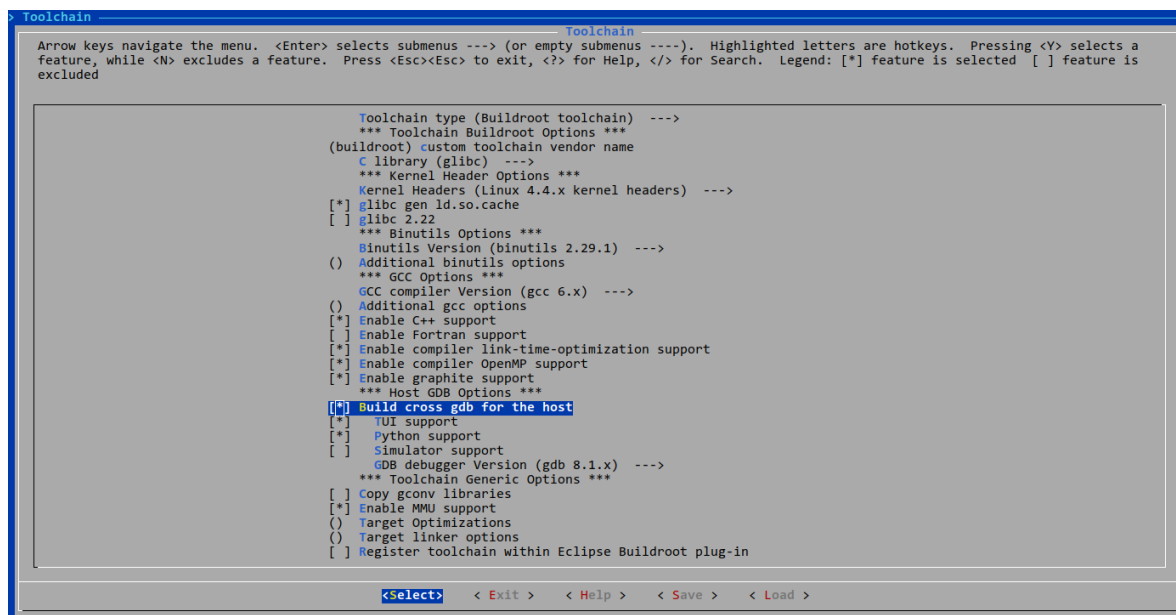 > Toolchain
Toolchain
Arrow keys navigate the menu.  <Enter> selects submenus ---> (or empty submenus ----).  Highlighted letters are hotkeys.  Pressing <Y> selects a
feature, while <N> excludes a feature.  Press <Esc><Esc> to exit, <?> for Help, </> for Search.  Legend: [*] feature is selected  [ ] feature is
excluded
Toolchain type (Buildroot toolchain)  --->
*** Toolchain Buildroot Options ***
(buildroot) custom toolchain vendor name
C library (glibc)  --->
*** Kernel Header Options ***
Kernel Headers (Linux 4.4.x kernel headers)  --->
[*] glibc gen ld.so.cache
[ ] glibc 2.22
*** Binutils Options ***
Binutils Version (binutils 2.29.1)  --->
()  Additional binutils options
*** GCC Options ***
GCC compiler Version (gcc 6.x)  --->
()  Additional gcc options
[*] Enable C++ support
[ ] Enable Fortran support
[*] Enable compiler link-time-optimization support
[*] Enable compiler OpenMP support
[*] Enable graphite support
*** Host GDB Options ***
[*] Build cross gdb for the host
[*]   TUI support
[*]   Python support
[ ]   Simulator support
GDB debugger Version (gdb 8.1.x)  --->
*** Toolchain Generic Options ***
[ ] Copy gconv libraries
[*] Enable MMU support
()  Target Optimizations
()  Target linker options
[ ] Register toolchain within Eclipse Buildroot plug-in
<Select>    < Exit >    < Help >    < Save >    < Load >